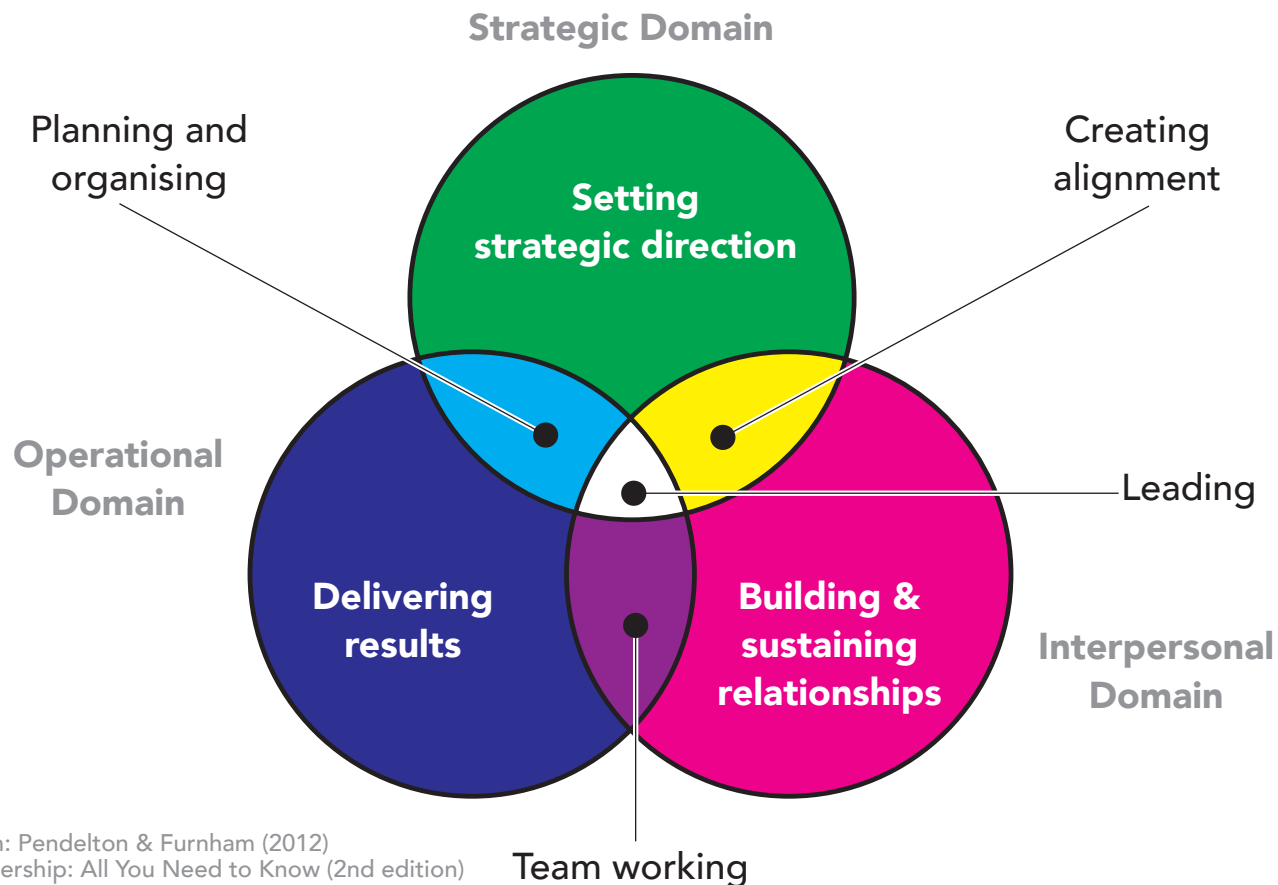 Strategic Domain
Planning and
organising
Creating
alignment
Setting
strategic direction
Operational
Domain
Leading
Delivering
results
Building &
sustaining
relationships
Interpersonal
Domain
Pendelton & Furnham (2012)
All You Need to Know (2nd edition)
Team working